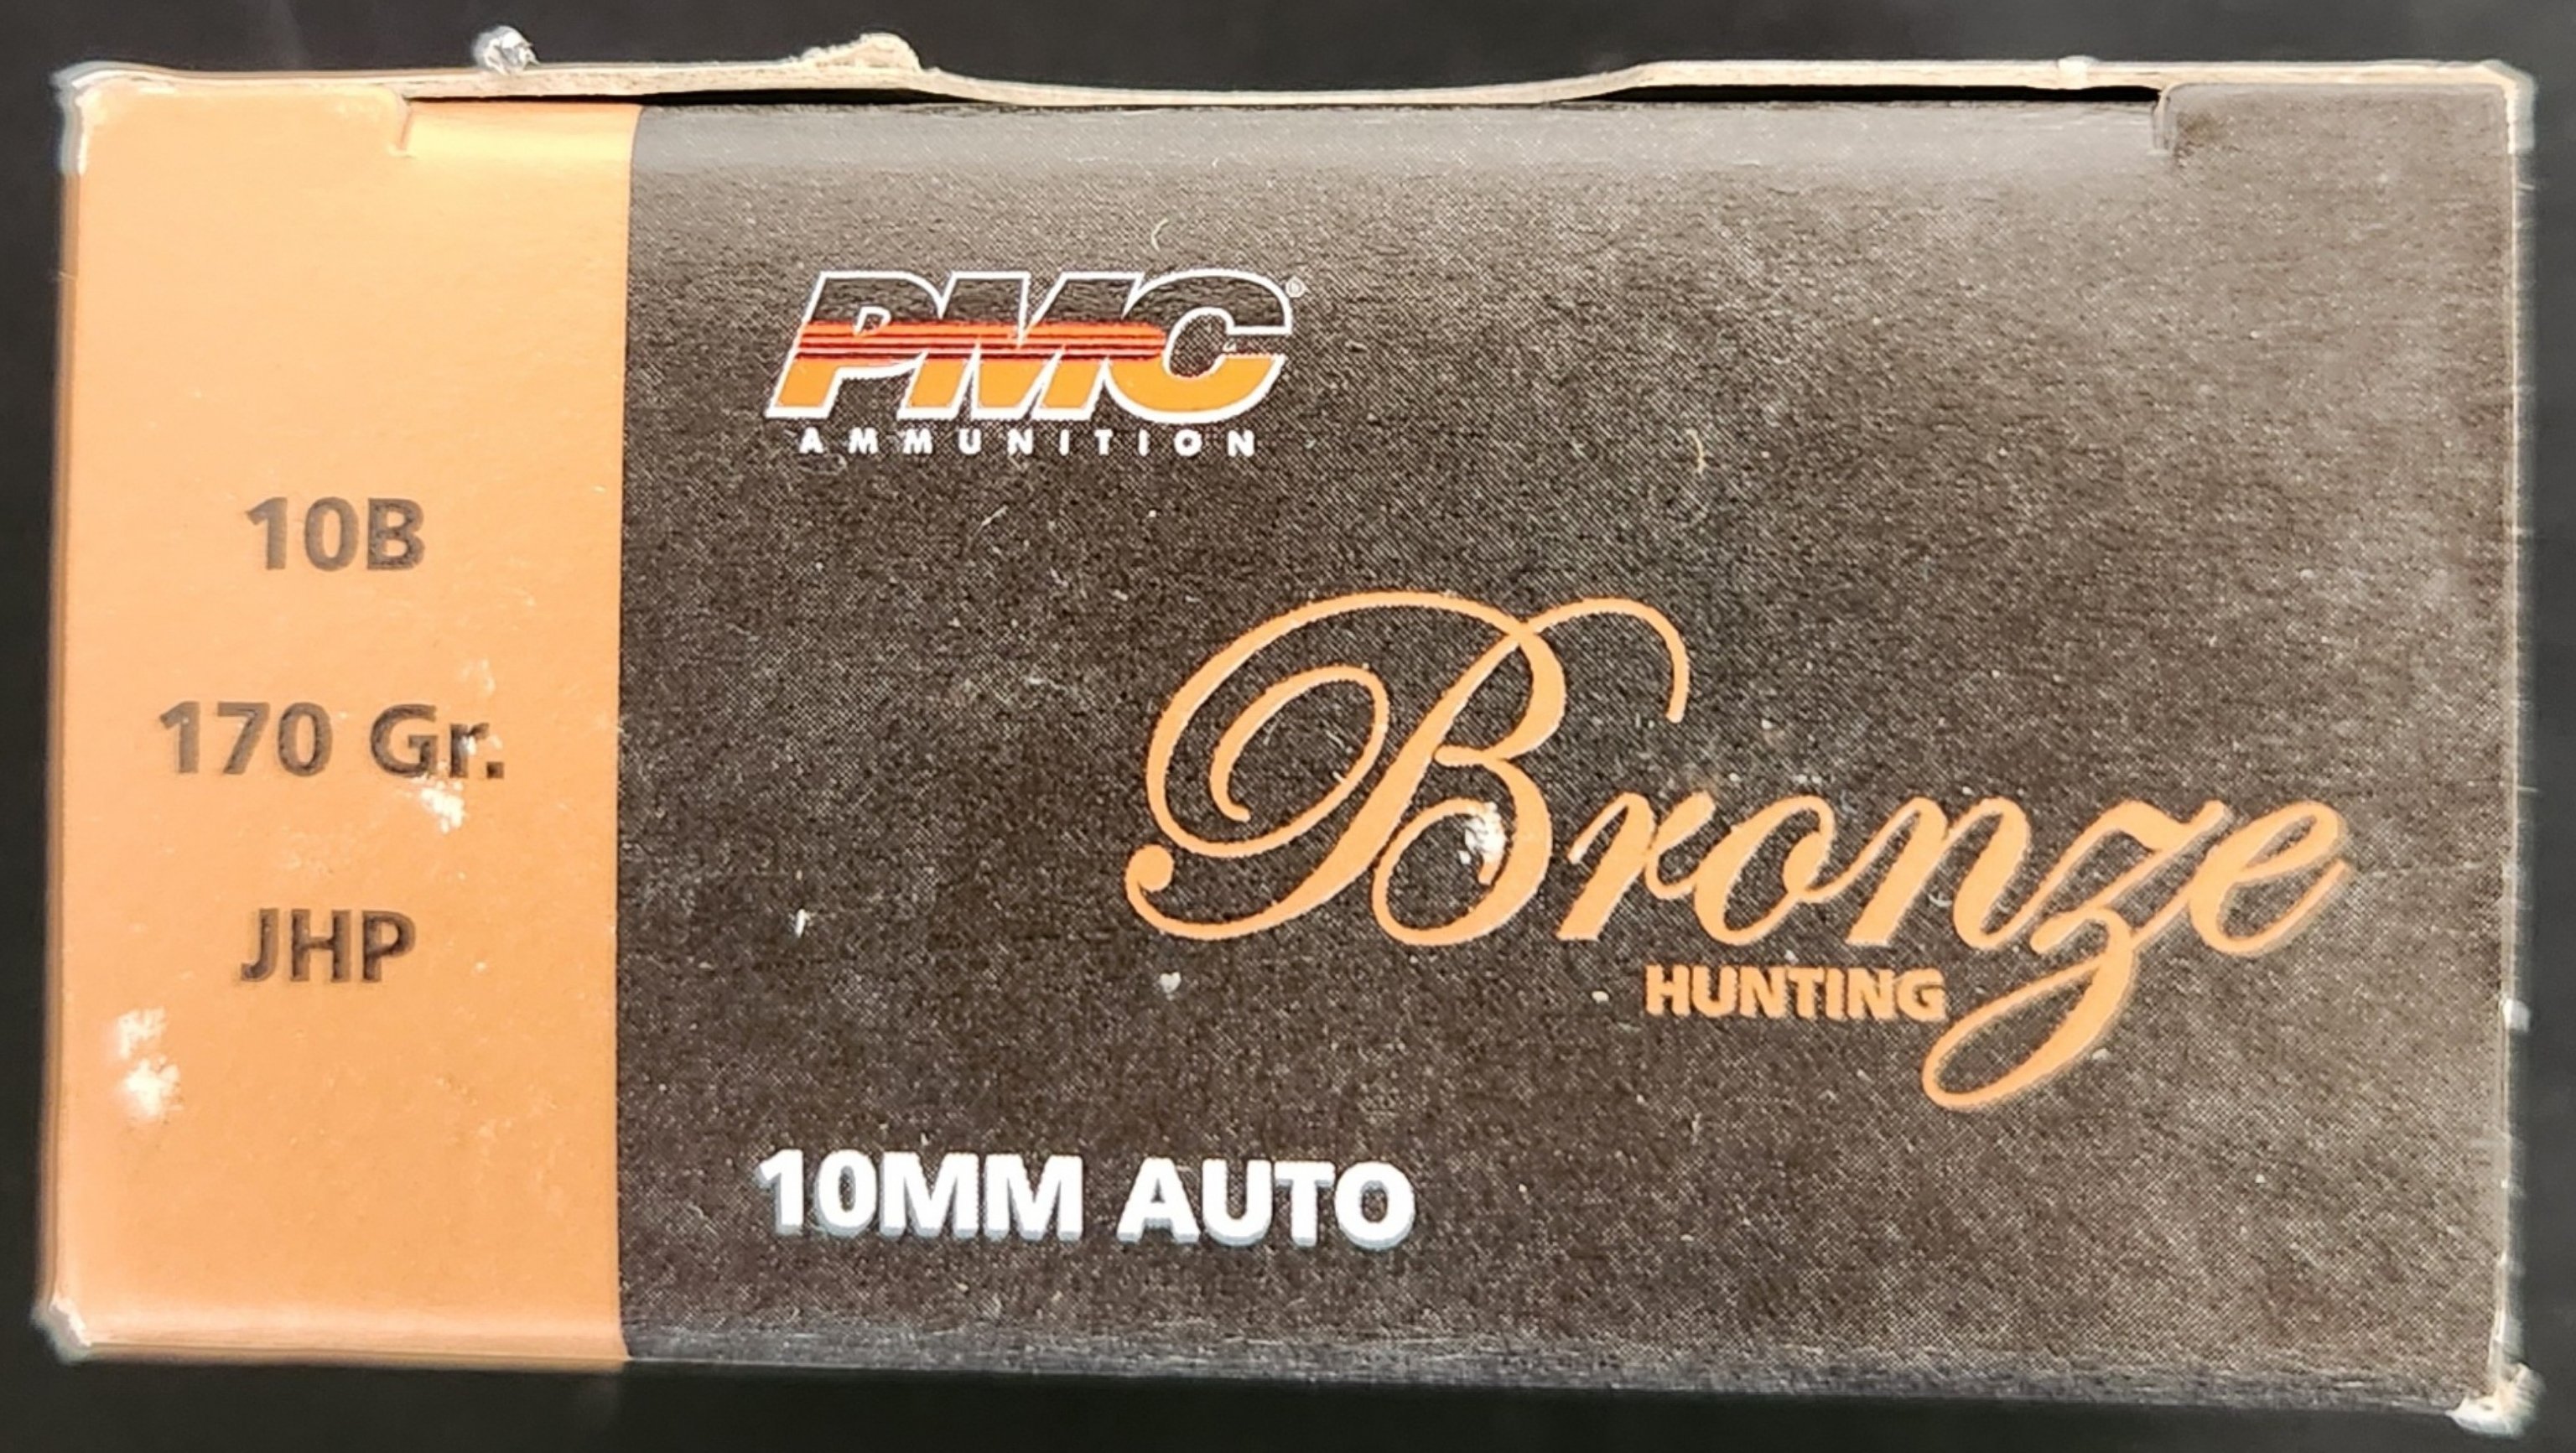 10B
170 Gr.
JHP
PMC®
AMMUNITION
Bronze
HUNTING
10MM AUTO